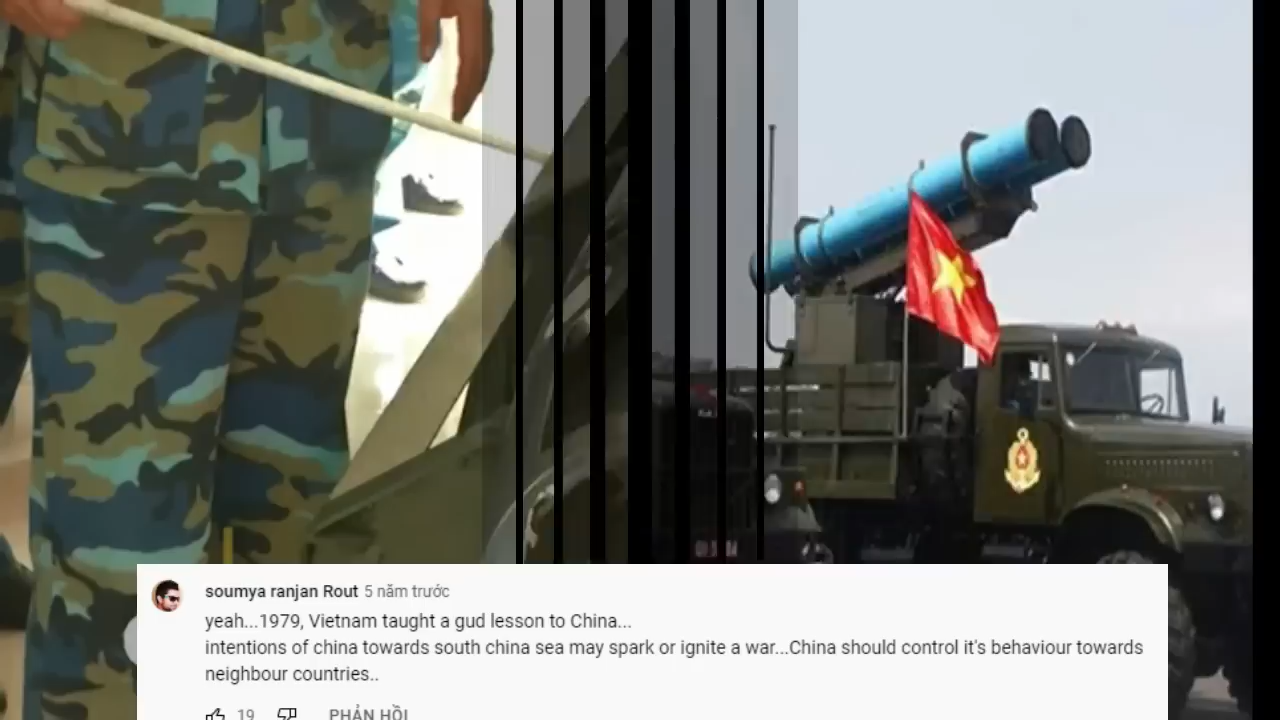 soumya ranjan Rout 5 năm trước
yeah...1979, Vietnam taught a gud lesson to China...
intentions of china towards south china sea may spark or ignite a war...China should control it's behaviour towards
neighbour countries..
19 PHẢN HỒI